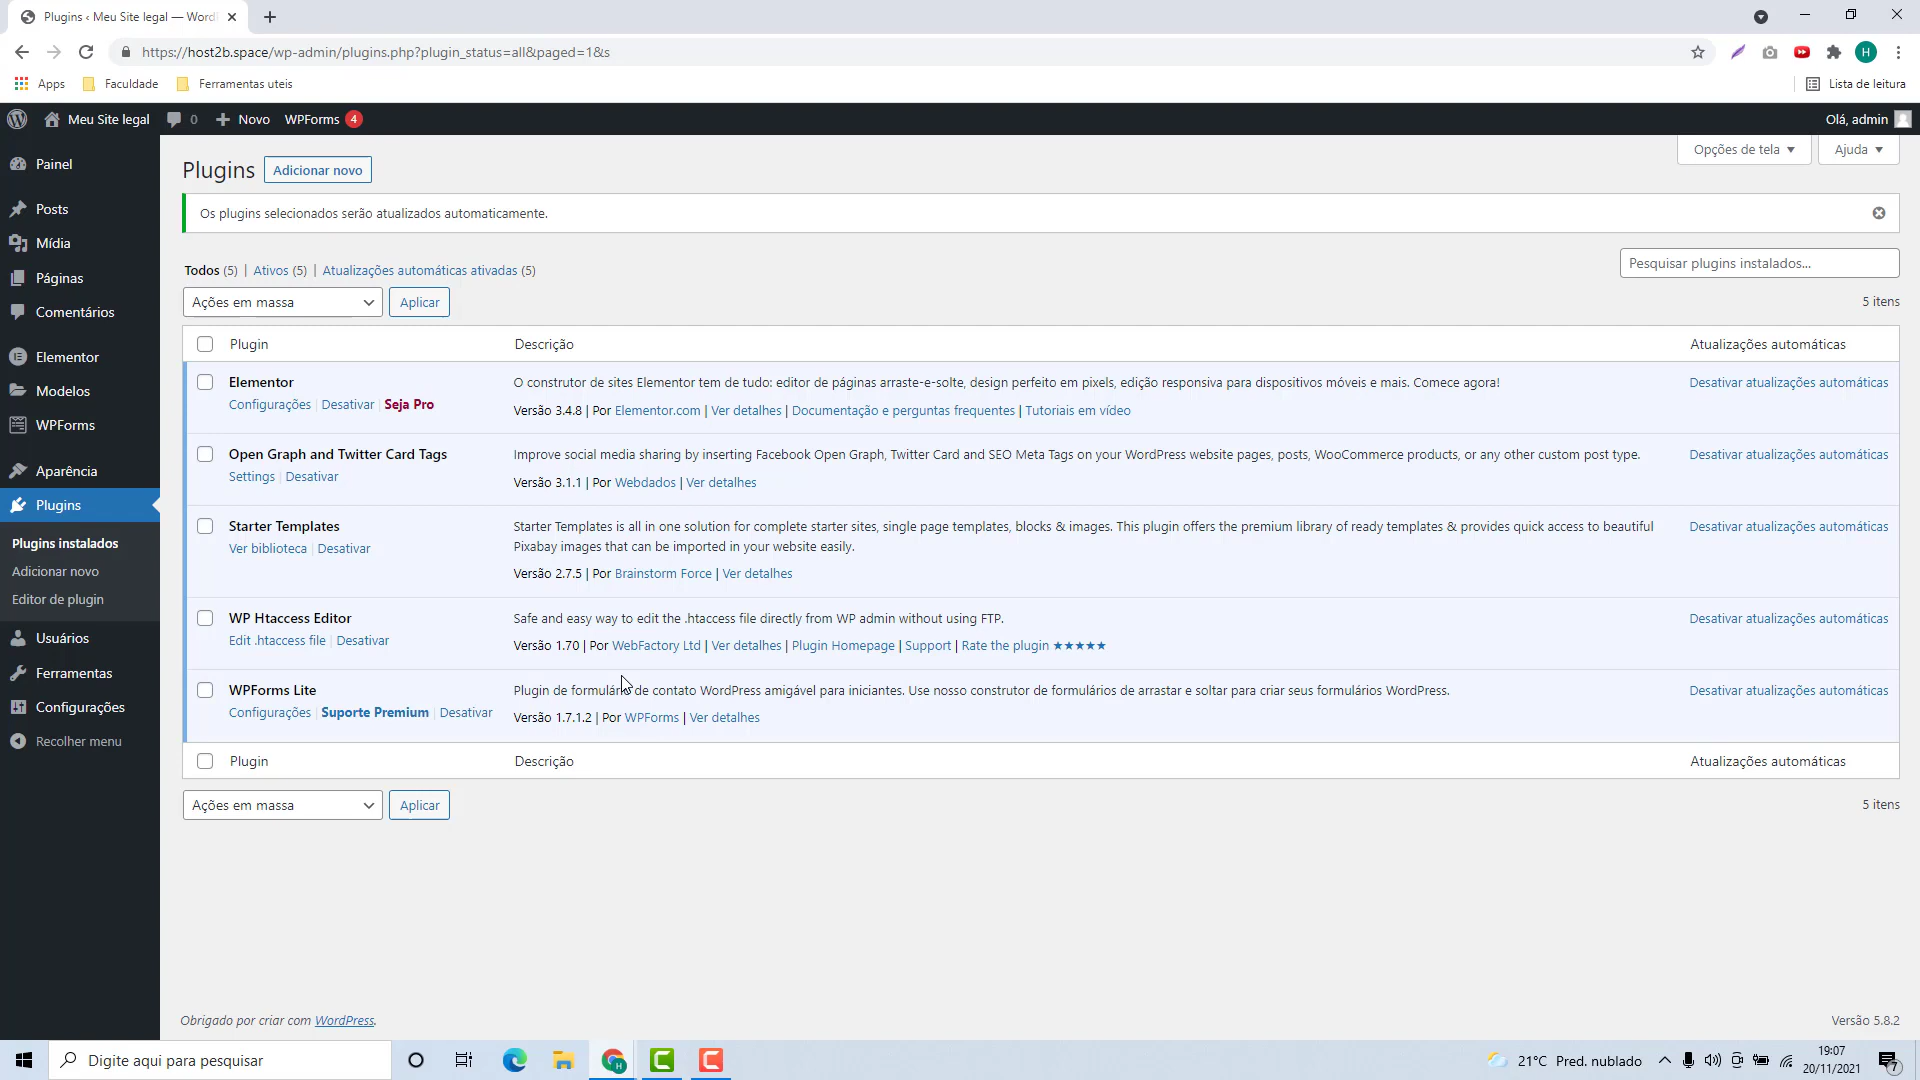 Plugins ‹ Meu Site legal — Word
https://host2b.space/wp-admin/plugins.php?plugin_status=all&paged=1&s
H
Apps
Faculdade
Ferramentas uteis
Lista de leitura
Meu Site legal
0
Novo
WPForms 4
Olá, admin
Painel
Posts
Mídia
Páginas
Comentários
Elementor
Modelos
WPForms
Aparência
Plugins
Plugins instalados
Adicionar novo
Editor de plugin
Usuários
Ferramentas
Configurações
Recolher menu
Opções de tela
Ajuda
Plugins
Adicionar novo
Os plugins selecionados serão atualizados automaticamente.
Todos (5) | Ativos (5) | Atualizações automáticas ativadas (5)
Pesquisar plugins instalados...
Ações em massa
Aplicar
5 itens
Plugin
Descrição
Atualizações automáticas
Elementor
Configurações | Desativar | Seja Pro
O construtor de sites Elementor tem de tudo: editor de páginas arraste-e-solte, design perfeito em pixels, edição responsiva para dispositivos móveis e mais. Comece agora!
Versão 3.4.8 | Por Elementor.com | Ver detalhes | Documentação e perguntas frequentes | Tutoriais em vídeo
Desativar atualizações automáticas
Open Graph and Twitter Card Tags
Settings | Desativar
Improve social media sharing by inserting Facebook Open Graph, Twitter Card and SEO Meta Tags on your WordPress website pages, posts, WooCommerce products, or any other custom post type.
Versão 3.1.1 | Por Webdados | Ver detalhes
Desativar atualizações automáticas
Starter Templates
Ver biblioteca | Desativar
Starter Templates is all in one solution for complete starter sites, single page templates, blocks & images. This plugin offers the premium library of ready templates & provides quick access to beautiful
Pixabay images that can be imported in your website easily.
Versão 2.7.5 | Por Brainstorm Force | Ver detalhes
Desativar atualizações automáticas
WP Htaccess Editor
Edit .htaccess file | Desativar
Safe and easy way to edit the .htaccess file directly from WP admin without using FTP.
Versão 1.70 | Por WebFactory Ltd | Ver detalhes | Plugin Homepage | Support | Rate the plugin ★★★★★
Desativar atualizações automáticas
WPForms Lite
Configurações | Suporte Premium | Desativar
Plugin de formulário de contato WordPress amigável para iniciantes. Use nosso construtor de formulários de arrastar e soltar para criar seus formulários WordPress.
Versão 1.7.1.2 | Por WPForms | Ver detalhes
Desativar atualizações automáticas
Plugin
Descrição
Atualizações automáticas
Ações em massa
Aplicar
5 itens
Obrigado por criar com WordPress.
Versão 5.8.2
Digite aqui para pesquisar
21°C Pred. nublado
19:07
20/11/2021
7